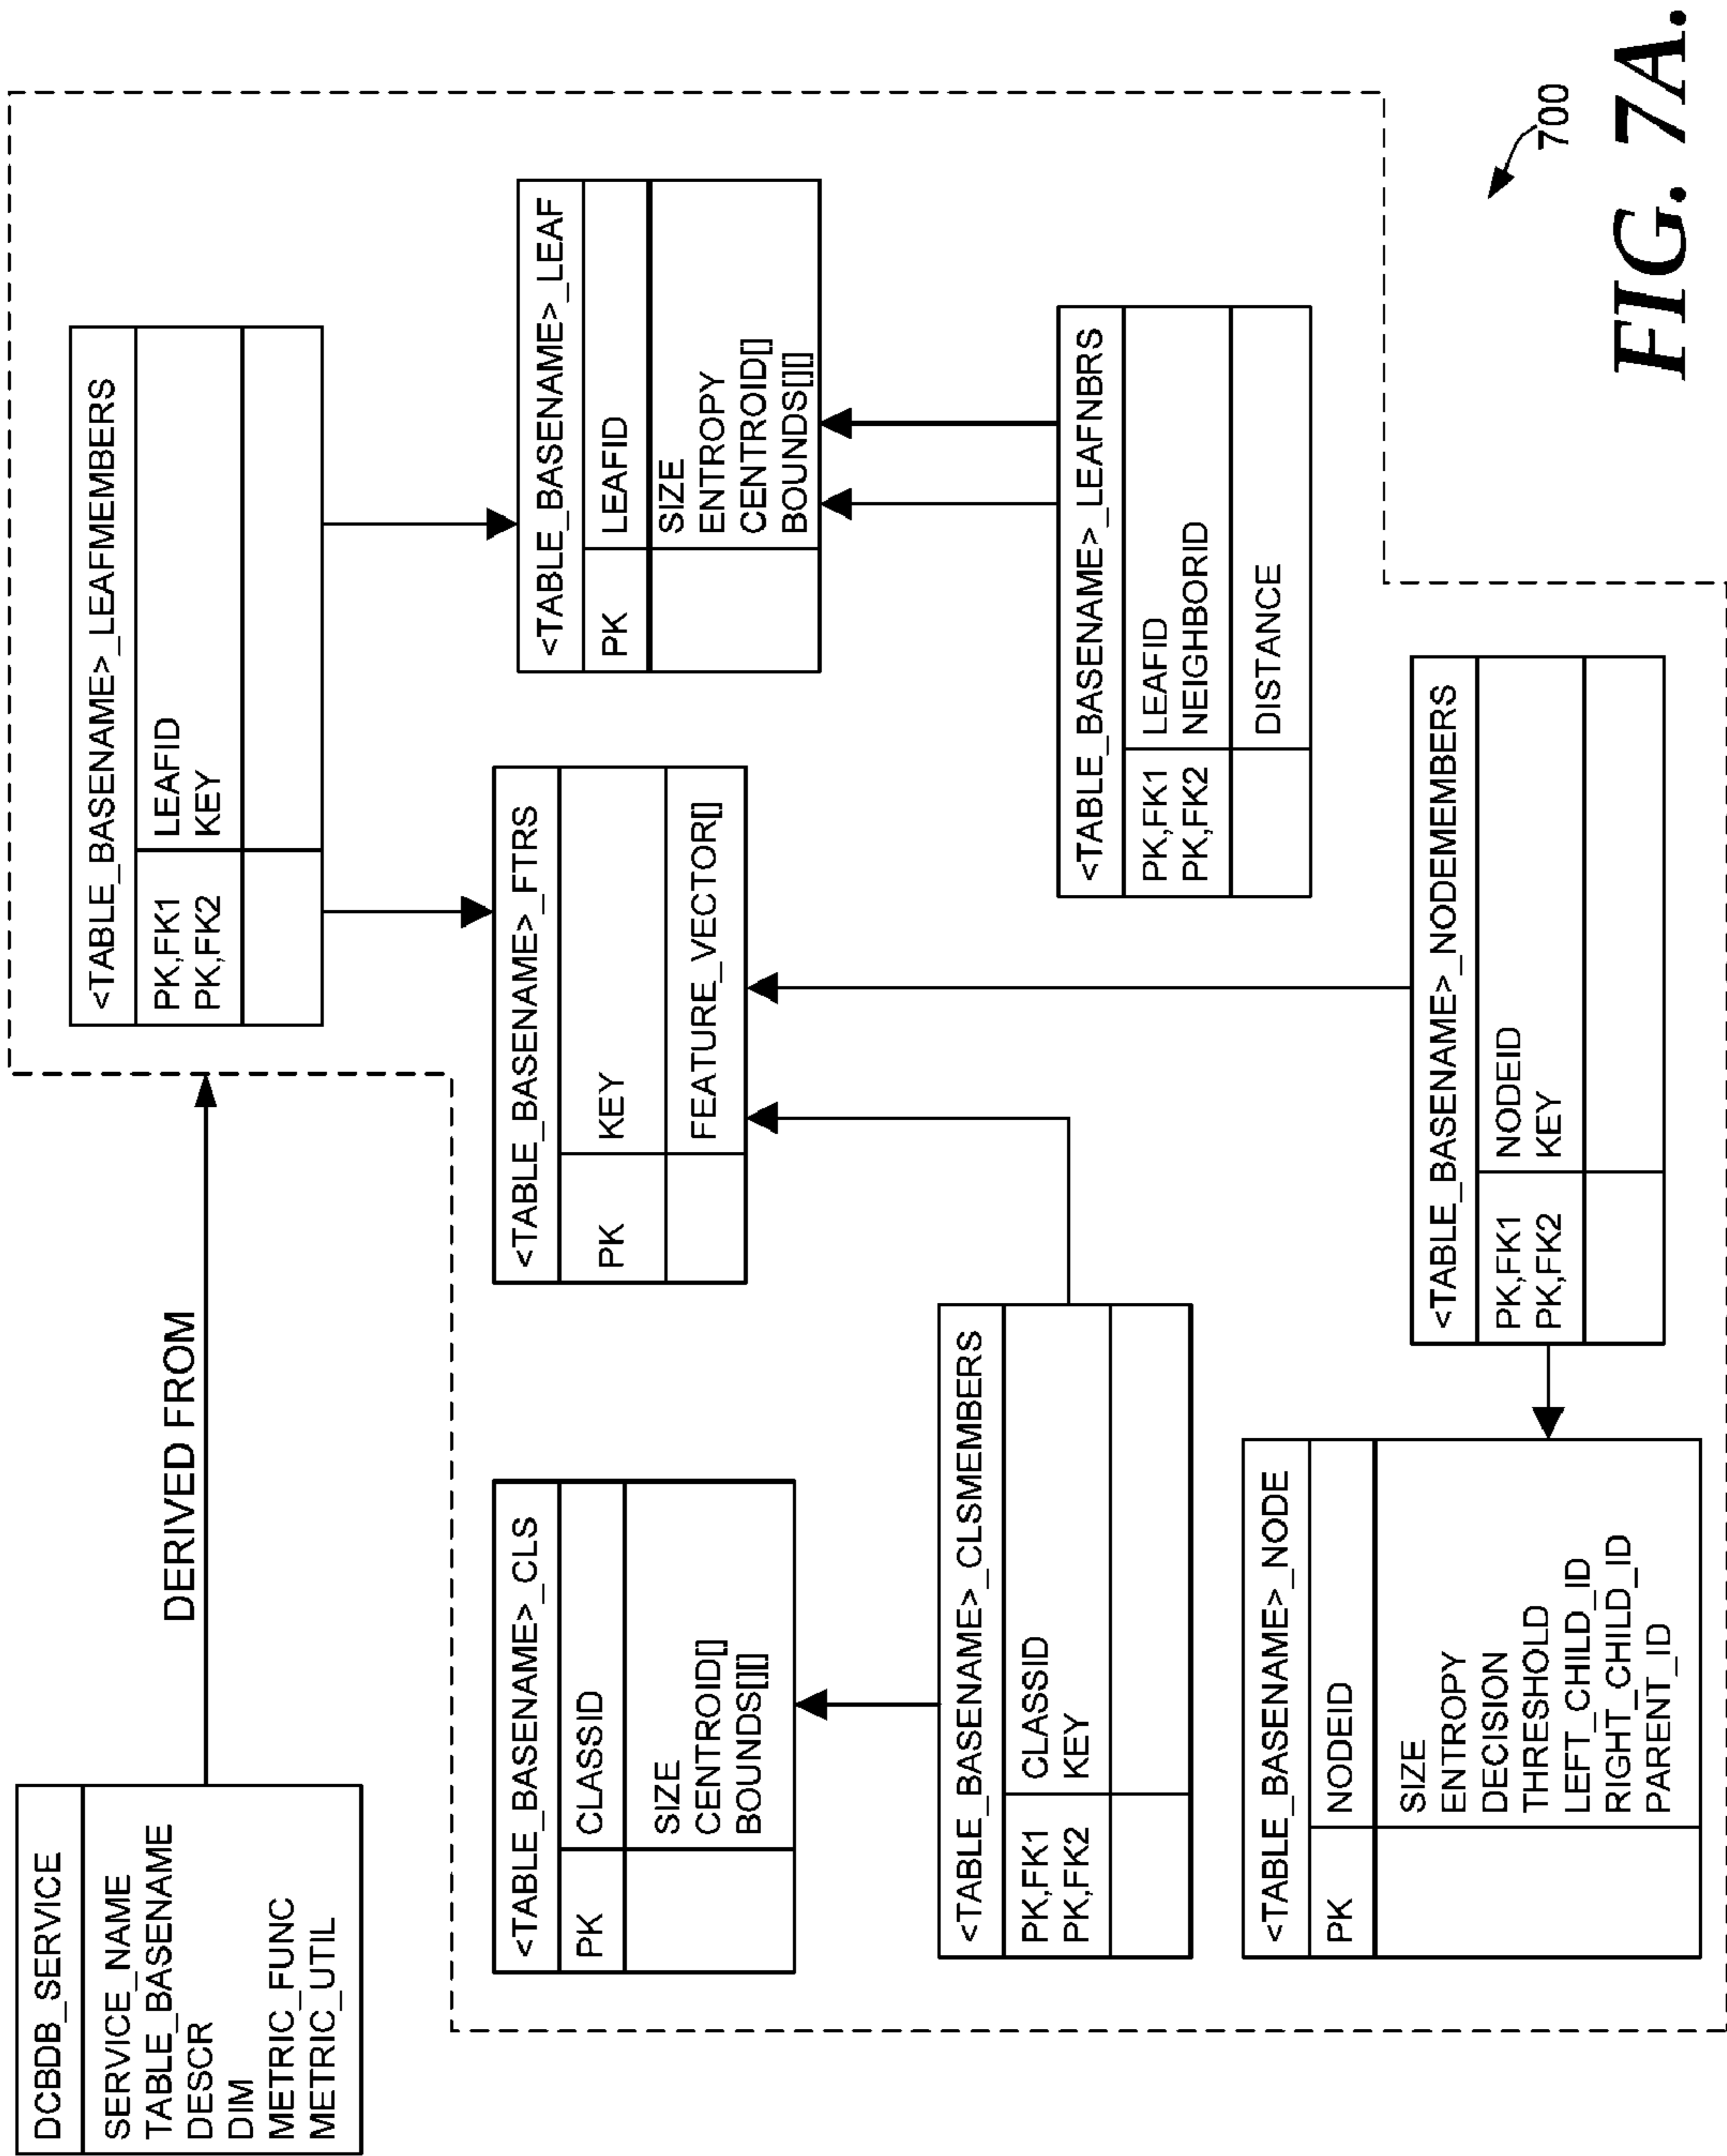 DCBDB_SERVICE
SERVICE_NAME
TABLE_BASENAME
DESCR
DIM
METRIC_FUNC
METRIC_UTIL
DERIVED FROM
<TABLE_BASENAME>_LEAFMEMBERS
PK,FK1 LEAFID
PK,FK2 KEY
<TABLE_BASENAME>_CLS
PK CLASSID
SIZE
CENTROID[]
BOUNDS[][]
<TABLE_BASENAME>_FTRS
PK KEY
FEATURE_VECTOR[]
<TABLE_BASENAME>_LEAF
PK LEAFID
SIZE
ENTROPY
CENTROID[]
BOUNDS[][]
<TABLE_BASENAME>_CLSMEMBERS
PK,FK1 CLASSID
PK,FK2 KEY
<TABLE_BASENAME>_LEAFNBRS
PK,FK1 LEAFID
PK,FK2 NEIGHBORID
DISTANCE
<TABLE_BASENAME>_NODE
PK NODEID
SIZE
ENTROPY
DECISION
THRESHOLD
LEFT_CHILD_ID
RIGHT_CHILD_ID
PARENT_ID
<TABLE_BASENAME>_NODEMEMBERS
PK,FK1 NODEID
PK,FK2 KEY
700
FIG. 7A.